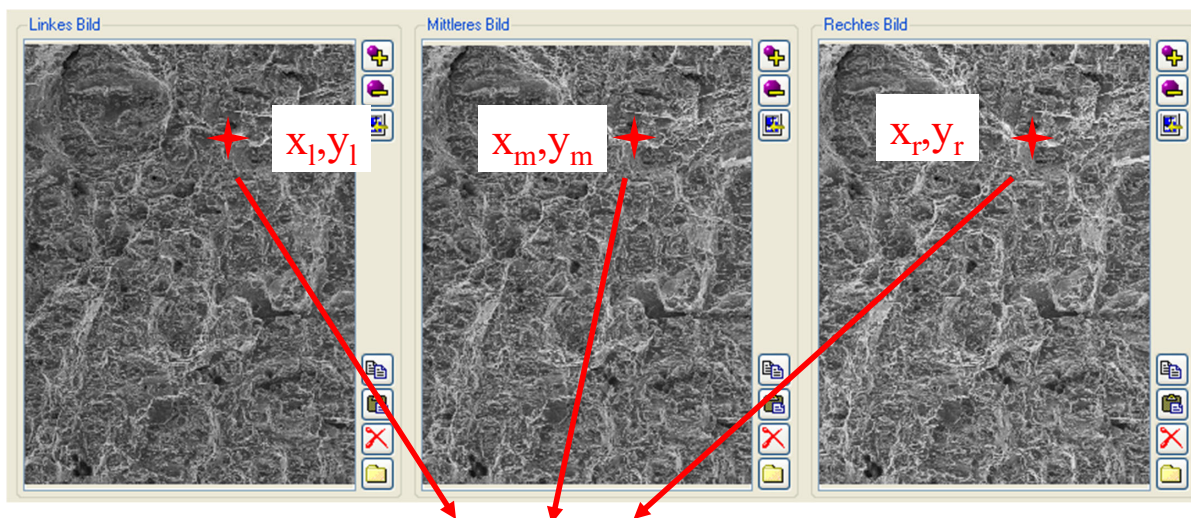 Linkes Bild
Mittleres Bild
Rechtes Bild
xl,yl
xm,ym
xr,yr